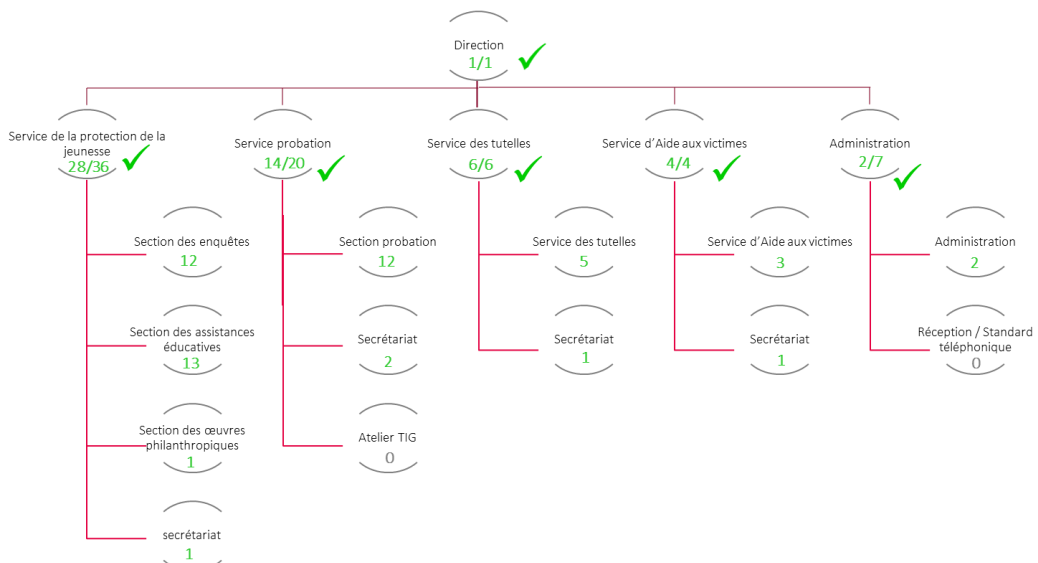 Direction
1/1
Service de la protection de la
jeunesse
28/36
Service probation
14/20
Service des tutelles
6/6
Service d'Aide aux victimes
4/4
Administration
2/7
Section des enquêtes
12
Section probation
12
Service des tutelles
5
Service d'Aide aux victimes
3
Administration
2
Section des assistances
éducatives
13
Secrétariat
2
Secrétariat
1
Secrétariat
1
Réception / Standard
téléphonique
0
Section des œuvres
philanthropiques
1
Atelier TIG
0
secrétariat
1